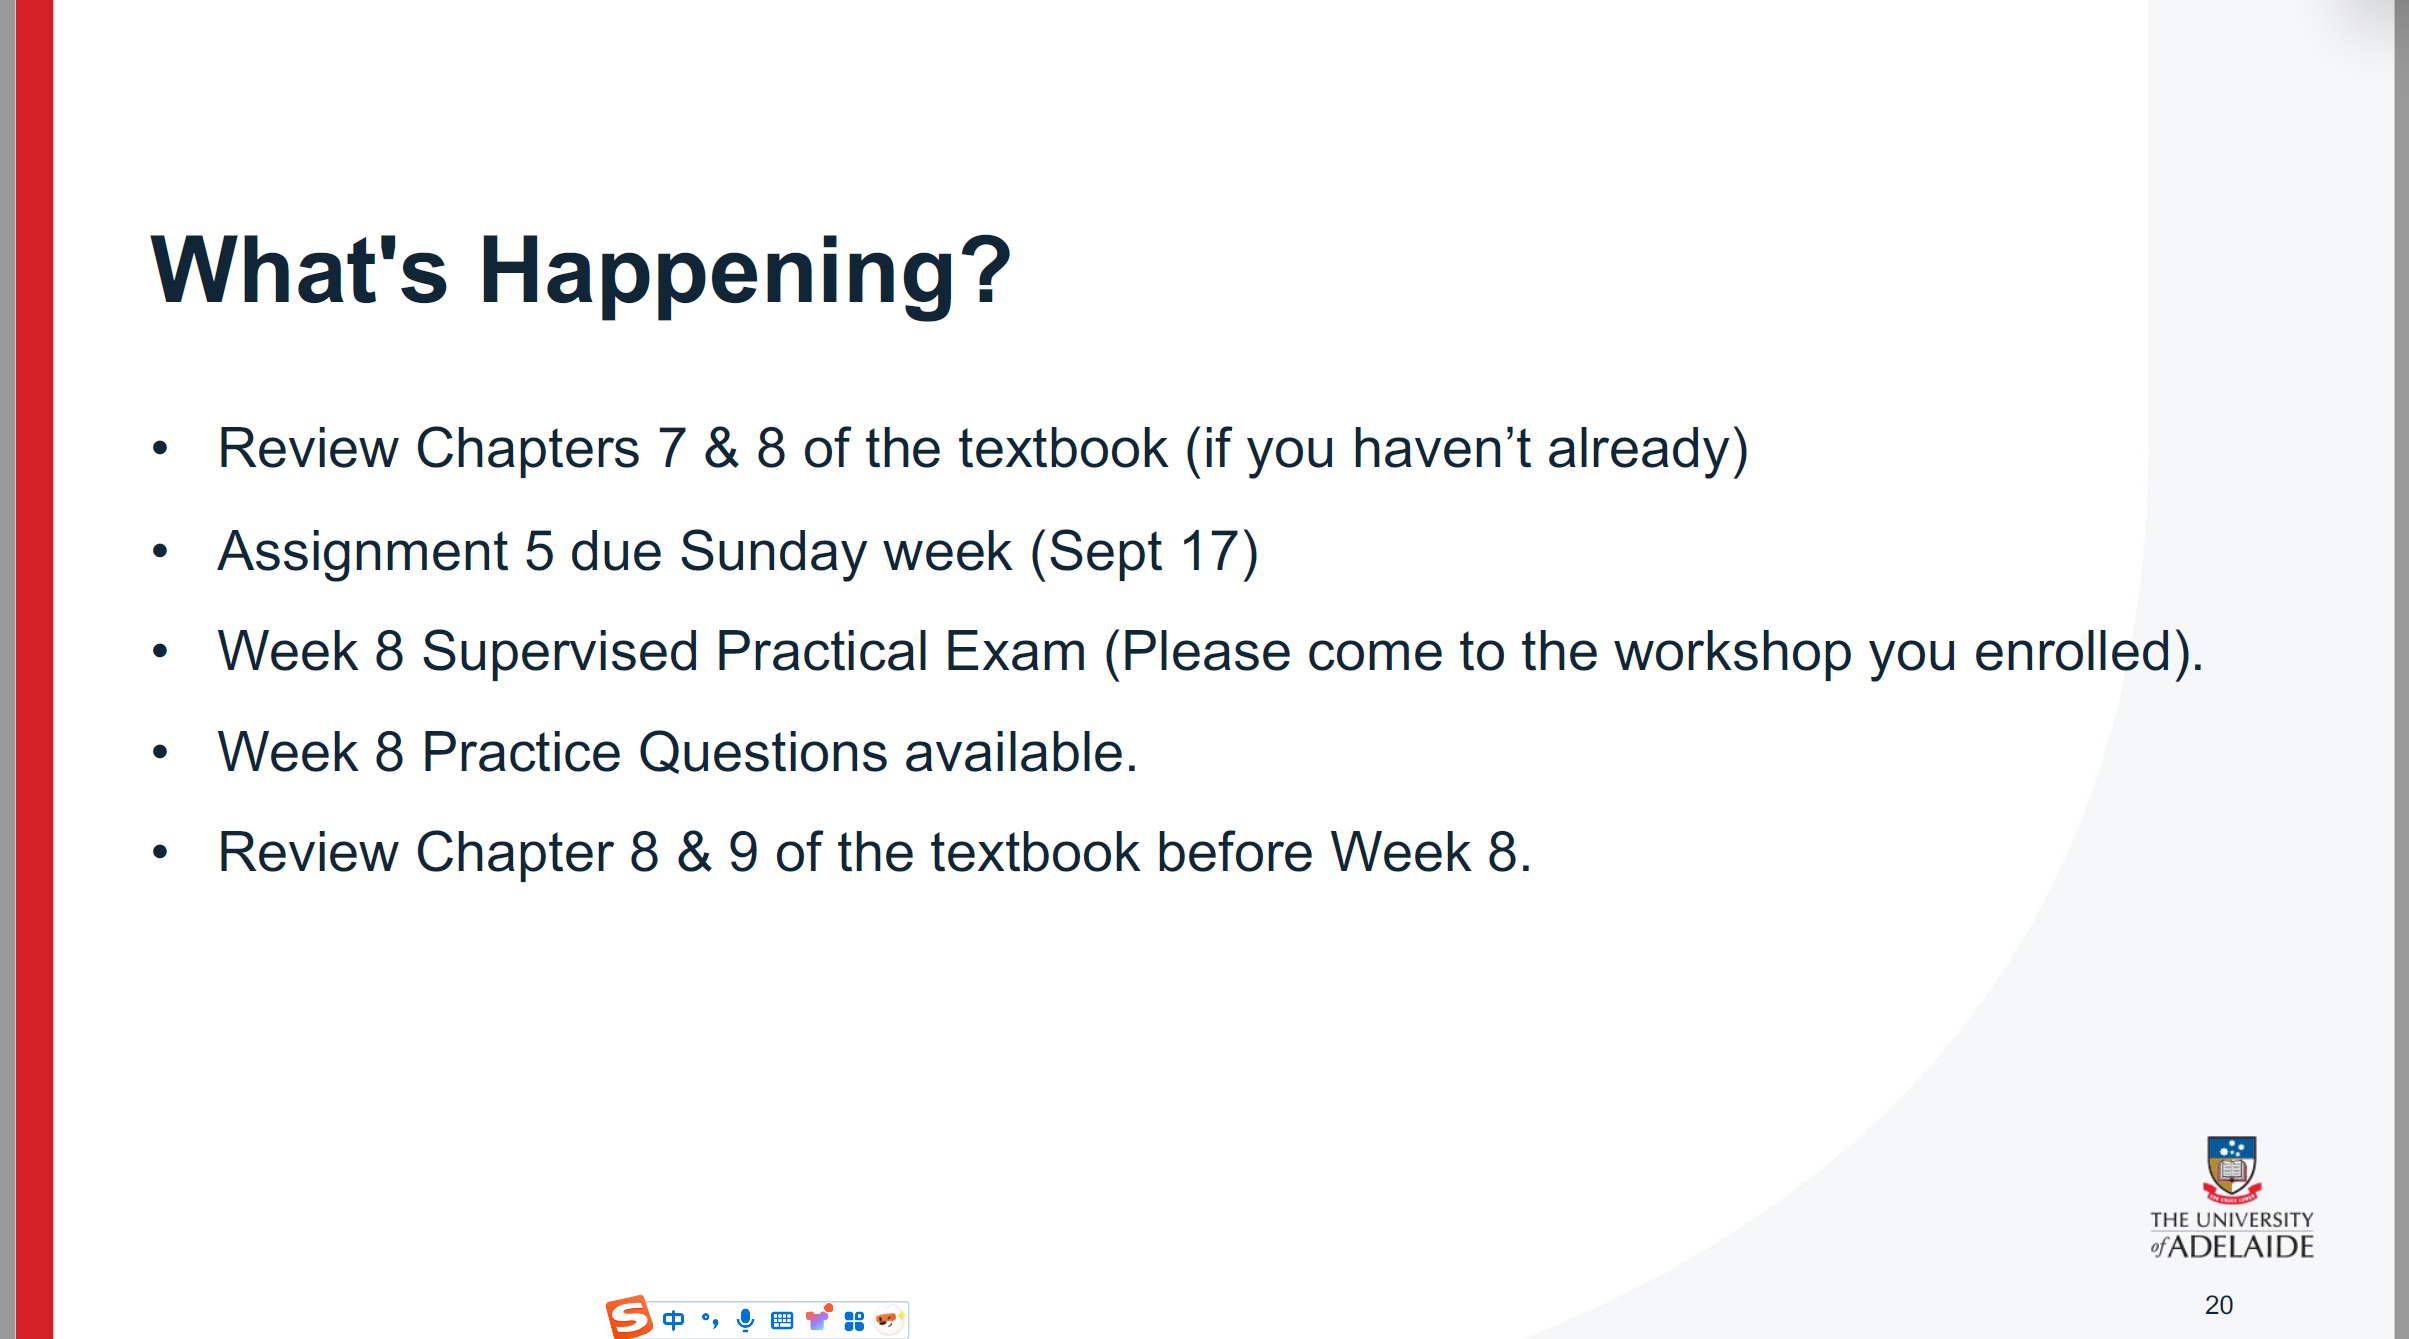 What's Happening?
• Review Chapters 7 & 8 of the textbook (if you haven’t already)
• Assignment 5 due Sunday week (Sept 17)
• Week 8 Supervised Practical Exam (Please come to the workshop you enrolled).
• Week 8 Practice Questions available.
• Review Chapter 8 & 9 of the textbook before Week 8.
THE UNIVERSITY
of ADELAIDE
20
S 中 °,